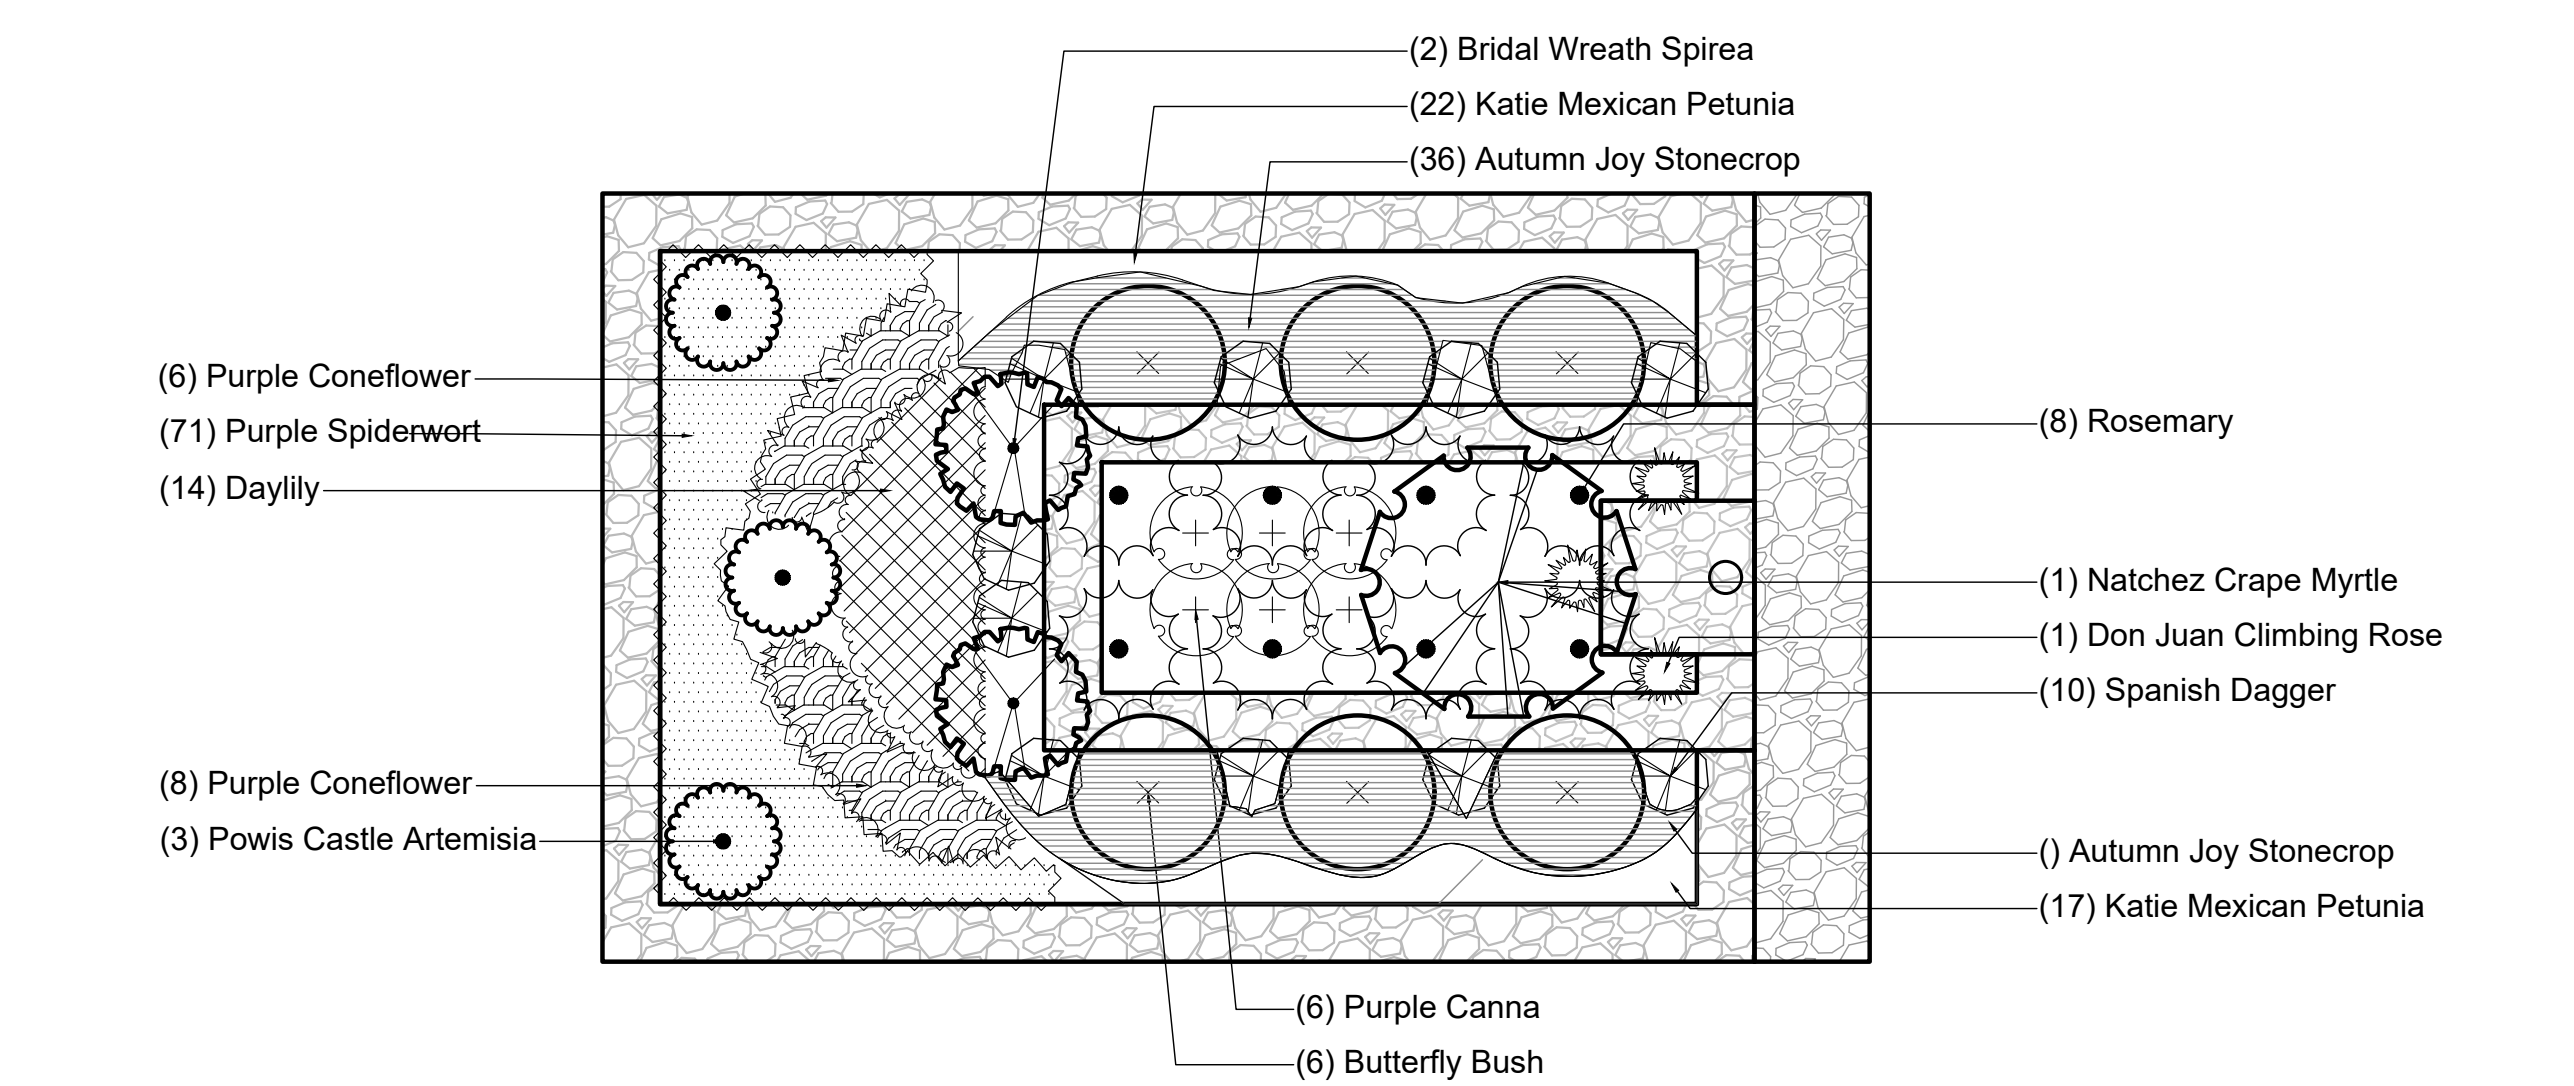 (2) Bridal Wreath Spirea
(22) Katie Mexican Petunia
(36) Autumn Joy Stonecrop
(6) Purple Coneflower
(71) Purple Spiderwort
(14) Daylily
(8) Purple Coneflower
(3) Powis Castle Artemisia
(8) Rosemary
(1) Natchez Crape Myrtle
(1) Don Juan Climbing Rose
(10) Spanish Dagger
() Autumn Joy Stonecrop
(17) Katie Mexican Petunia
(6) Purple Canna
(6) Butterfly Bush